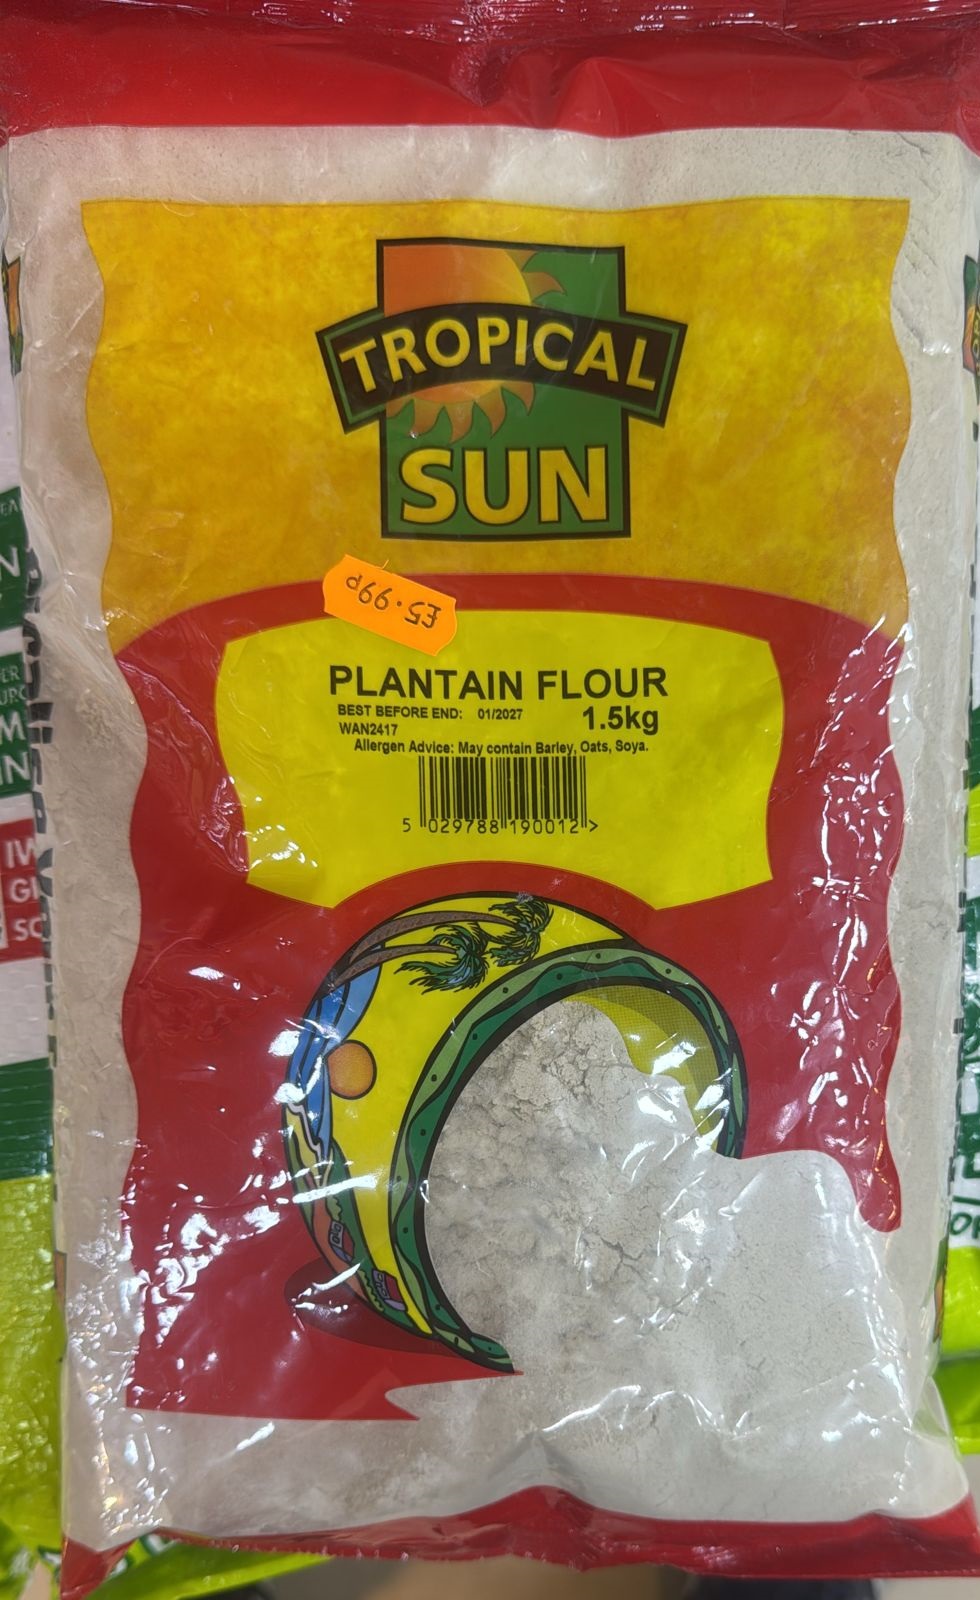 TROPICAL
SUN
£5.99p
PLANTAIN FLOUR
BEST BEFORE END: 01/2027 1.5kg
WAN2417
Allergen Advice: May contain Barley, Oats, Soya.
5 029788 190012 >